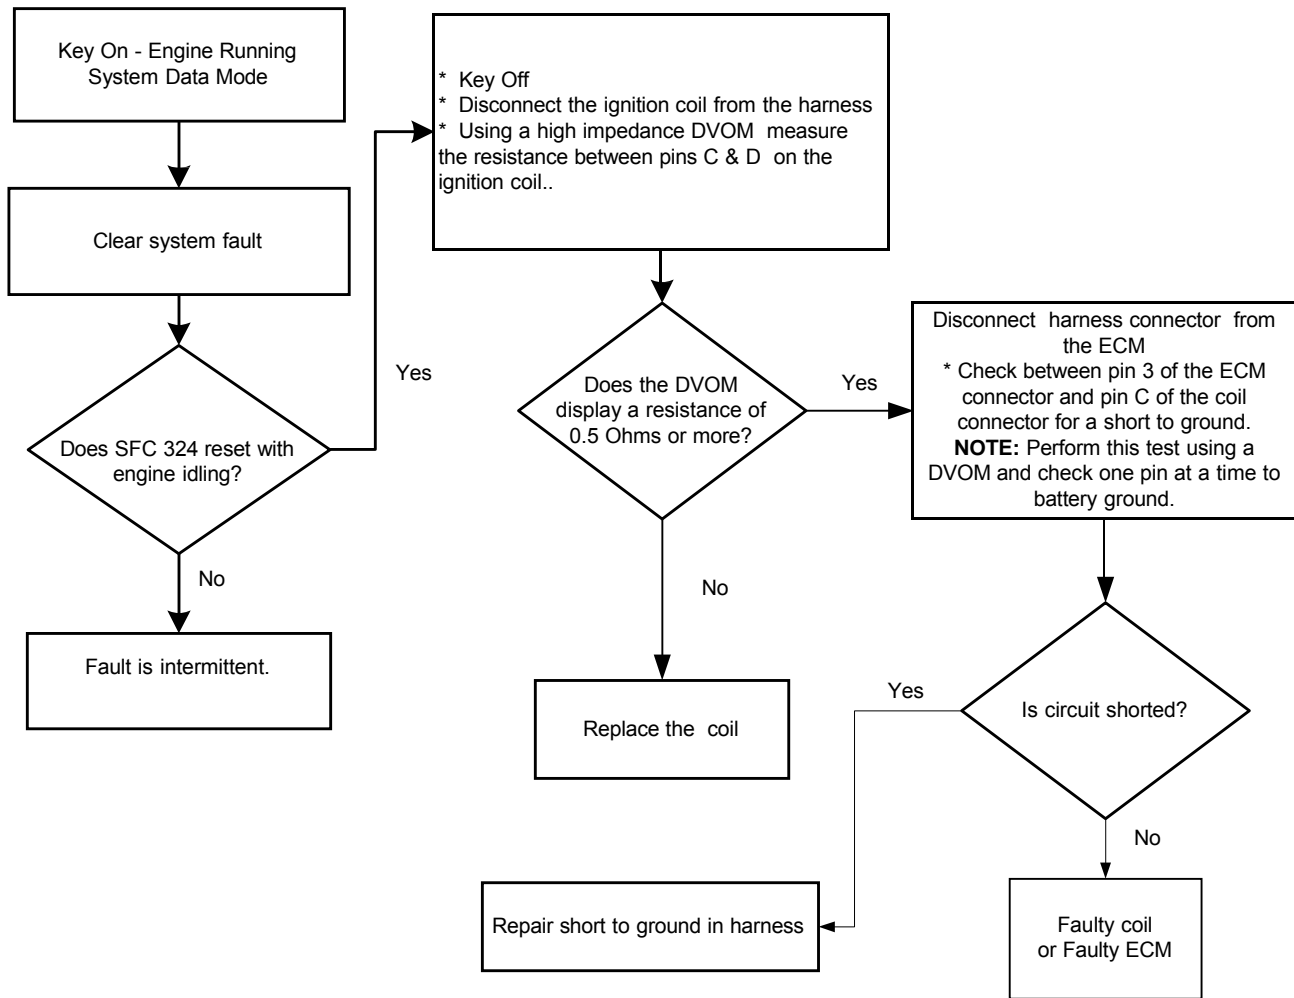 Key On - Engine Running
System Data Mode
Clear system fault
Does SFC 324 reset with
engine idling?
Yes
No
Fault is intermittent.
* Key Off
* Disconnect the ignition coil from the harness
* Using a high impedance DVOM measure
the resistance between pins C & D on the
ignition coil..
Does the DVOM
display a resistance of
0.5 Ohms or more?
Yes
No
Replace the coil
Disconnect harness connector from
the ECM
* Check between pin 3 of the ECM
connector and pin C of the coil
connector for a short to ground.
NOTE: Perform this test using a
DVOM and check one pin at a time to
battery ground.
Is circuit shorted?
Yes
No
Repair short to ground in harness
Faulty coil
or Faulty ECM